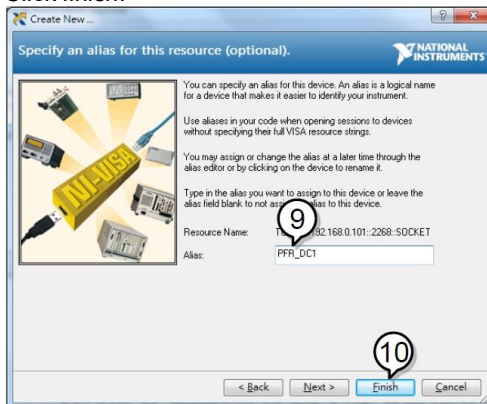 Create New ...
Specify an alias for this resource (optional).
NATIONAL
INSTRUMENTS
You can specify an alias for this device. An alias is a logical name
for a device that makes it easier to identify your instrument.
Use aliases in your code when opening sessions to devices
without specifying their full VISA resource strings.
You may assign or change the alias at a later time through the
alias editor or by clicking on the device to rename it.
Type in the alias you want to assign to this device or leave the
alias field blank to not alias to this device.
NI-VISA
9
Resource Name: 92.168.0.101::2268::SOCKET
Alias: PFR_DC1
10
< Back Next > Finish Cancel